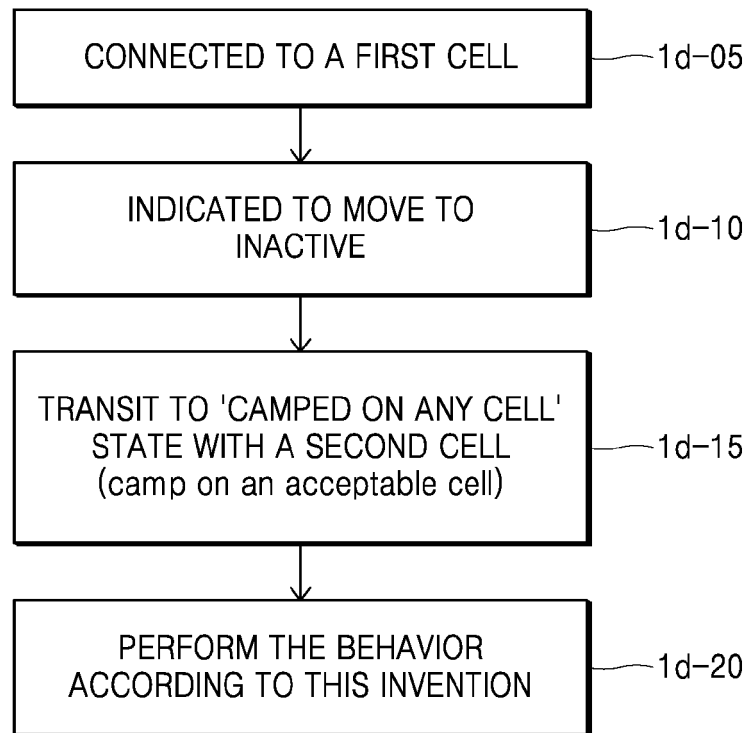 CONNECTED TO A FIRST CELL
1d-05
INDICATED TO MOVE TO
INACTIVE
1d-10
TRANSIT TO 'CAMPED ON ANY CELL'
STATE WITH A SECOND CELL
(camp on an acceptable cell)
1d-15
PERFORM THE BEHAVIOR
ACCORDING TO THIS INVENTION
1d-20